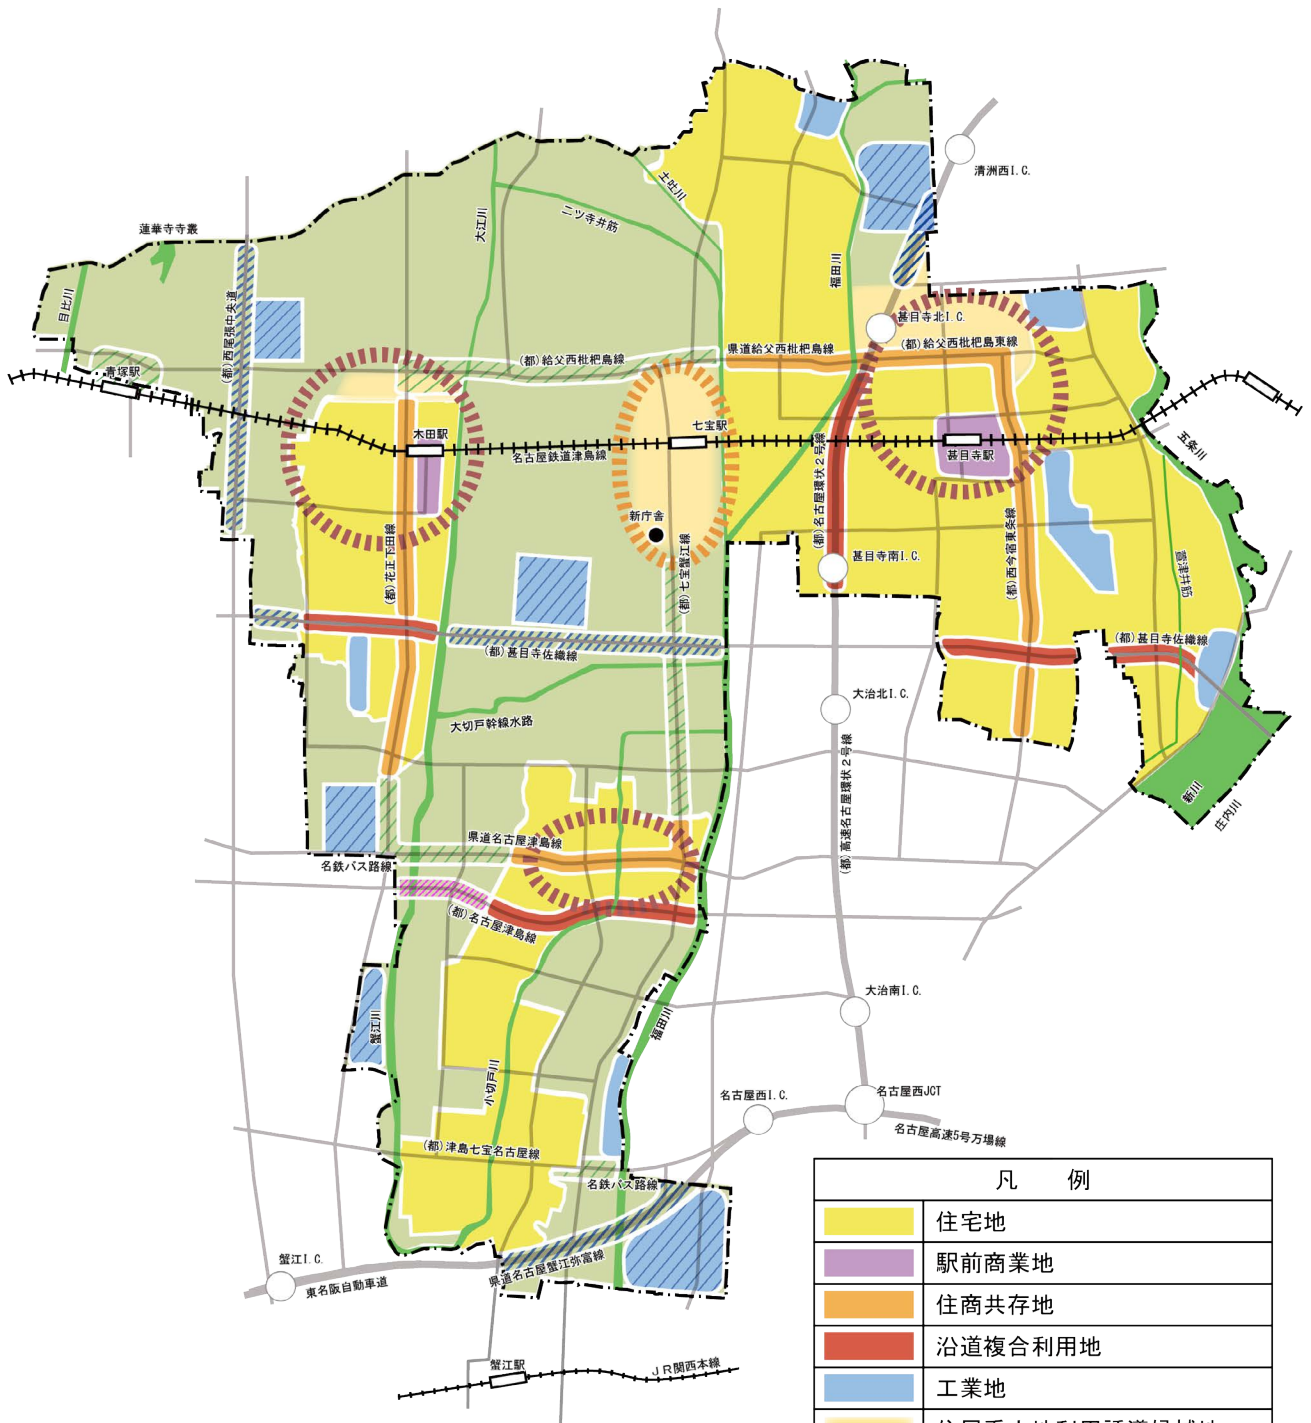 清洲西I.C.
蓮華寺寺叢
土吐川
二ツ寺井筋
大江川
福田川
目比川
(都)西尾張中央道
甚目寺北I.C.
(都)給父西枇杷島東線
県道給父西枇杷島線
(都)給父西枇杷島線
青塚駅
木田駅
七宝駅
甚目寺駅
名古屋鉄道津島線
五条川
(都)名古屋環状2号線
新庁舎
(都)花正下田線
(都)七宝蟹江線
甚目寺南I.C.
(都)西今宿東条線
萱津井筋
(都)甚目寺佐織線
(都)甚目寺佐織線
大切戸幹線水路
大治北I.C.
(都)高速名古屋環状2号線
新川
庄内川
県道名古屋津島線
名鉄バス路線
(都)名古屋津島線
大治南I.C.
蟹江川
福田川
小切戸川
名古屋西I.C.
名古屋西JCT
名古屋高速5号万場線
(都)津島七宝名古屋線
名鉄バス路線
県道名古屋蟹江弥富線
蟹江I.C.
東名阪自動車道
蟹江駅
JR関西本線
凡 例
住宅地
駅前商業地
住商共存地
沿道複合利用地
工業地